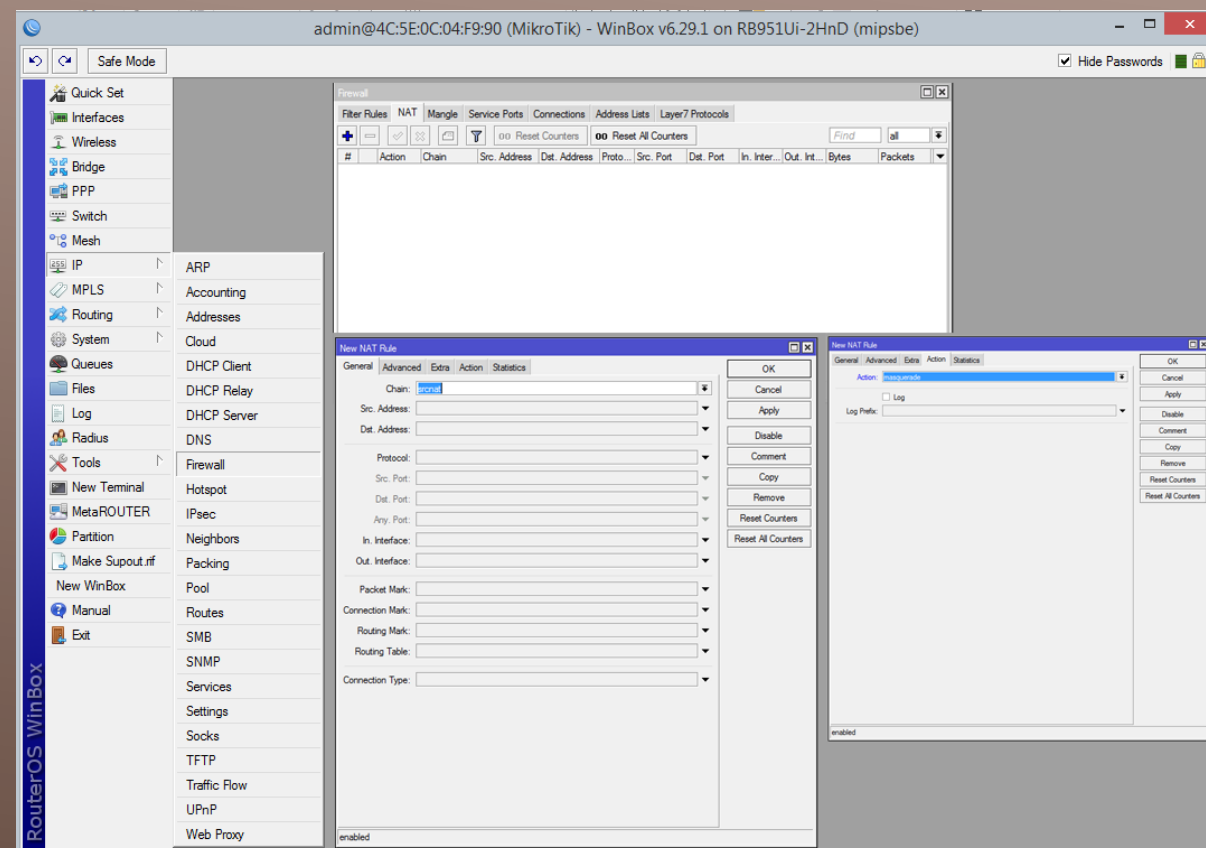 admin@4C:5E:0C:04:F9:90 (MikroTik) - WinBox v6.29.1 on RB951Ui-2HnD (mipsbe)
Safe Mode
Hide Passwords
Quick Set
Interfaces
Wireless
Bridge
PPP
Switch
Mesh
IP
MPLS
Routing
System
Queues
Files
Log
Radius
Tools
New Terminal
MetaROUTER
Partition
Make Supout.rif
New WinBox
Manual
Exit
RouterOS WinBox
ARP
Accounting
Addresses
Cloud
DHCP Client
DHCP Relay
DHCP Server
DNS
Firewall
Hotspot
IPsec
Neighbors
Packing
Pool
Routes
SMB
SNMP
Services
Settings
Socks
TFTP
Traffic Flow
UPnP
Web Proxy
Firewall
Filter Rules NAT Mangle Service Ports Connections Address Lists Layer7 Protocols
00 Reset Counters 00 Reset All Counters Find all
# Action Chain Src. Address Dst. Address Proto... Src. Port Dst. Port In. Inter... Out. Int... Bytes Packets
New NAT Rule
General Advanced Extra Action Statistics
Chain: srcnat
Src. Address:
Dst. Address:
Protocol:
Src. Port:
Dst. Port:
Any. Port:
In. Interface:
Out. Interface:
Packet Mark:
Connection Mark:
Routing Mark:
Routing Table:
Connection Type:
OK
Cancel
Apply
Disable
Comment
Copy
Remove
Reset Counters
Reset All Counters
enabled
New NAT Rule
General Advanced Extra Action Statistics
Action: masquerade
Log
Log Prefix:
OK
Cancel
Apply
Disable
Comment
Copy
Remove
Reset Counters
Reset All Counters
enabled